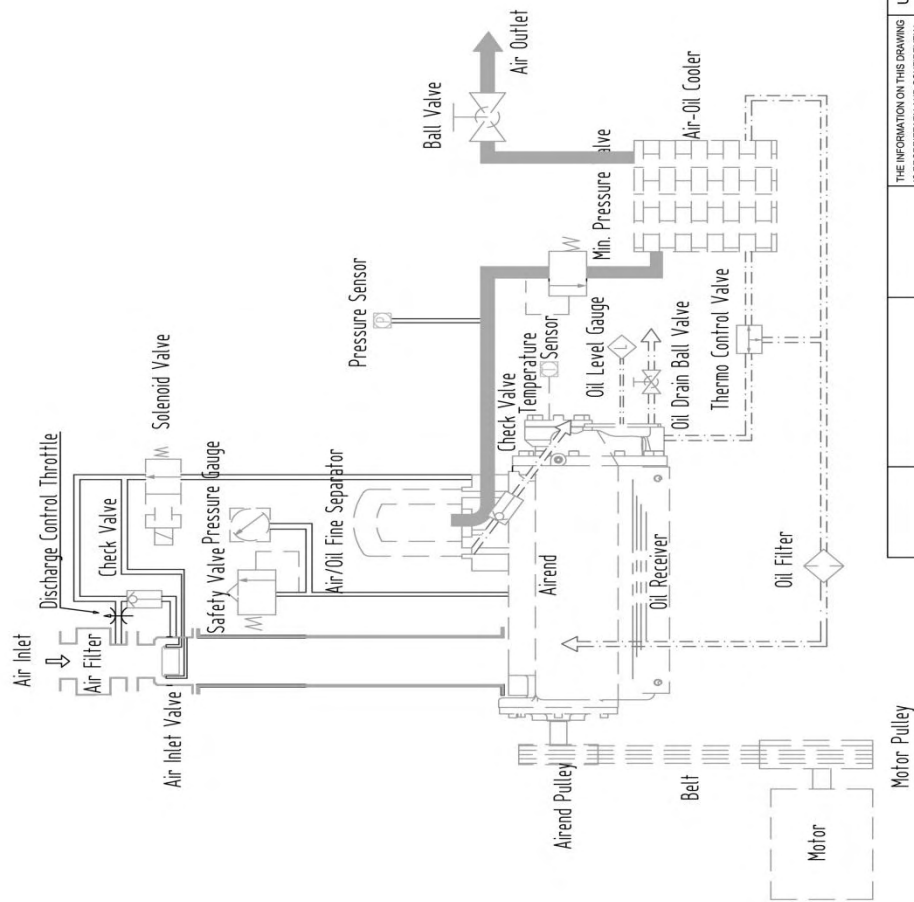 Air Inlet
Air Filter
Air Inlet Valve
Discharge Control Throttle
Check Valve
Solenoid Valve
Safety Valve
Pressure Gauge
Air/Oil Fine Separator
Pressure Sensor
Ball Valve
Air Outlet
Min. Pressure
alve
Air-Oil Cooler
Check Valve
Temperature
Sensor
Oil Level Gauge
Oil Drain Ball Valve
Thermo Control Valve
Airend
Oil Receiver
Oil Filter
Airend Pulley
Belt
Motor
Motor Pulley
P
L
THE INFORMATION ON THIS DRAWING